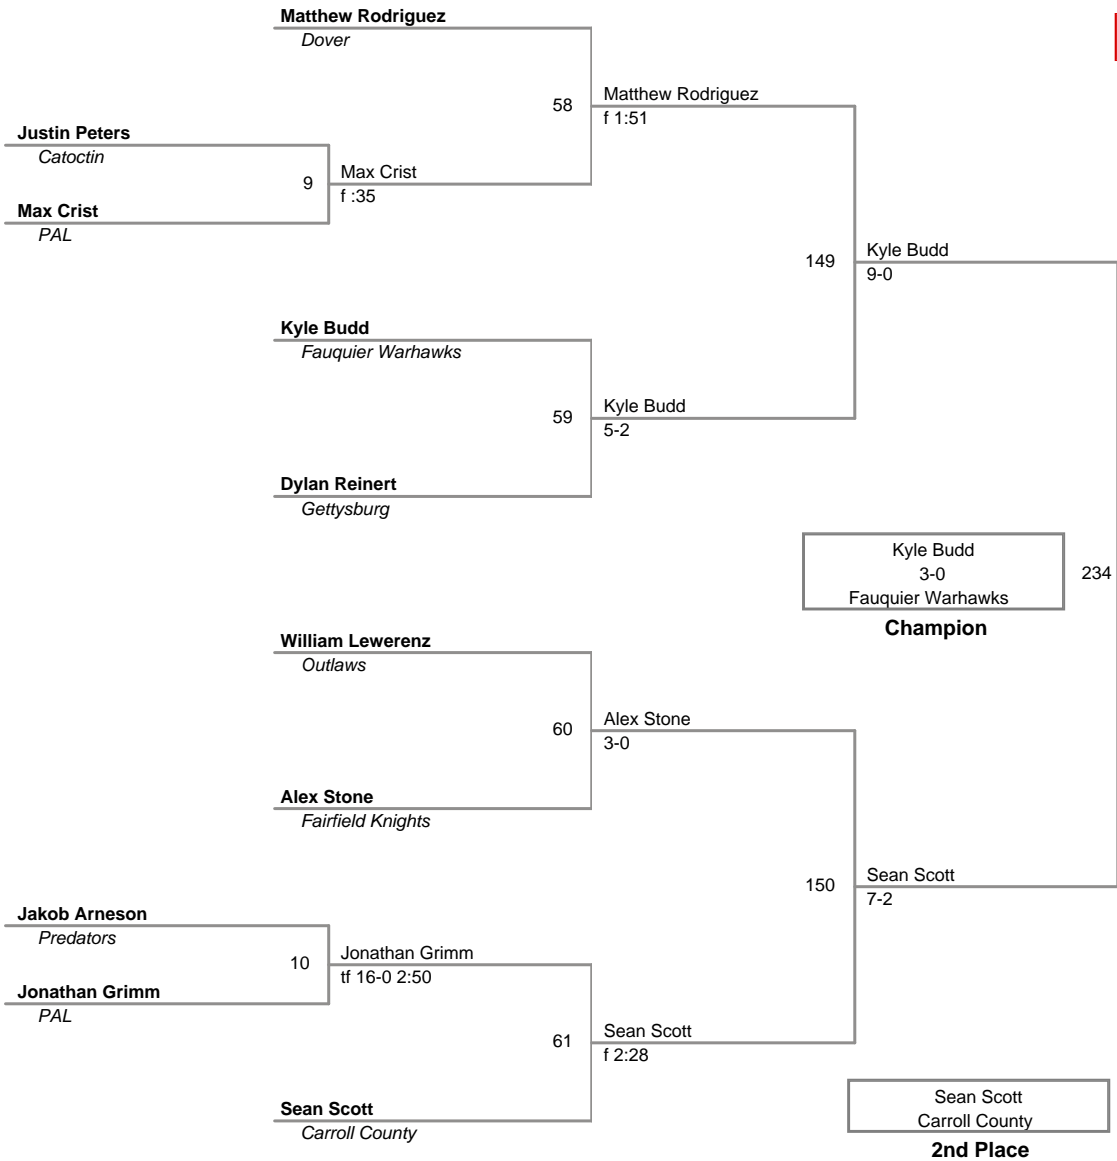 Matthew Rodriguez
Dover
58
Matthew Rodriguez
f 1:51
Justin Peters
Catoctin
9
Max Crist
f :35
Max Crist
PAL
149
Kyle Budd
9-0
Kyle Budd
Fauquier Warhawks
59
Kyle Budd
5-2
Dylan Reinert
Gettysburg
Kyle Budd
3-0
Fauquier Warhawks
234
Champion
William Lewerenz
Outlaws
60
Alex Stone
3-0
Alex Stone
Fairfield Knights
150
Sean Scott
7-2
Jakob Arneson
Predators
10
Jonathan Grimm
tf 16-0 2:50
Jonathan Grimm
PAL
61
Sean Scott
f 2:28
Sean Scott
Carroll County
Sean Scott
Carroll County
2nd Place